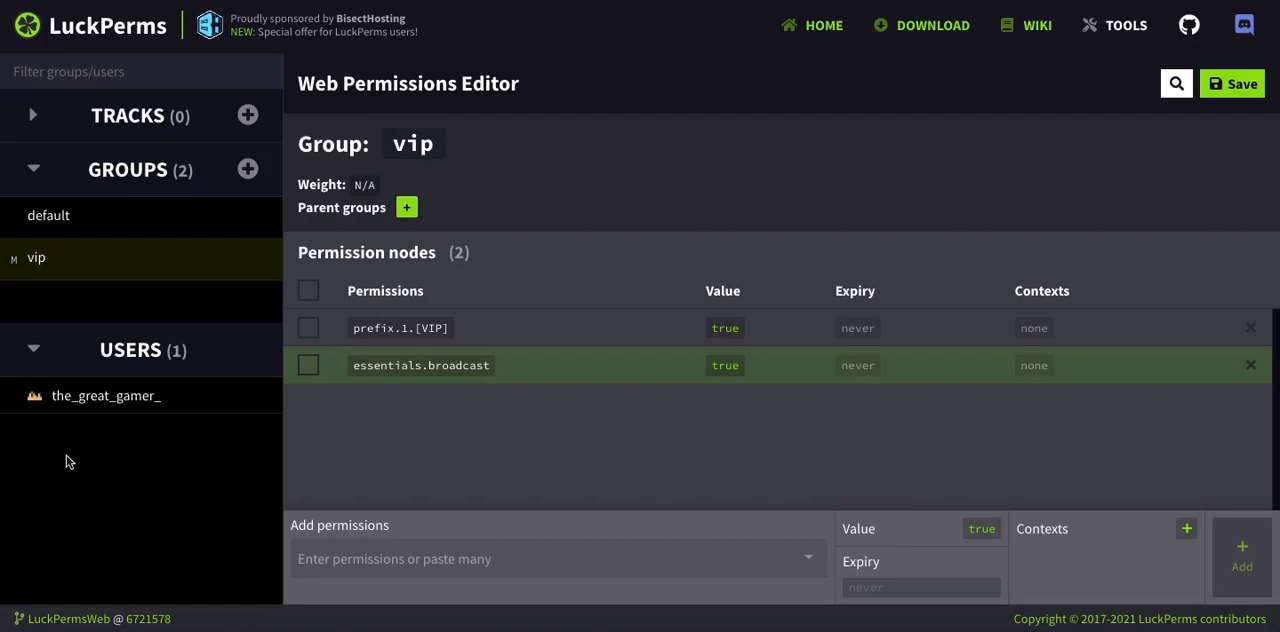 LuckPerms
Proudly sponsored by BisectHosting
NEW: Special offer for LuckPerms users!
HOME
DOWNLOAD
WIKI
TOOLS
Filter groups/users
TRACKS (0)
GROUPS (2)
default
M vip
USERS (1)
the_great_gamer_
Web Permissions Editor
Save
Group: vip
Weight: N/A
Parent groups +
Permission nodes (2)
Permissions Value Expiry Contexts
prefix.1.[VIP] true never none
essentials.broadcast true never none
Add permissions
Enter permissions or paste many
Value true
Expiry
never
Contexts +
+
Add
LuckPermsWeb @ 6721578
Copyright © 2017-2021 LuckPerms contributors